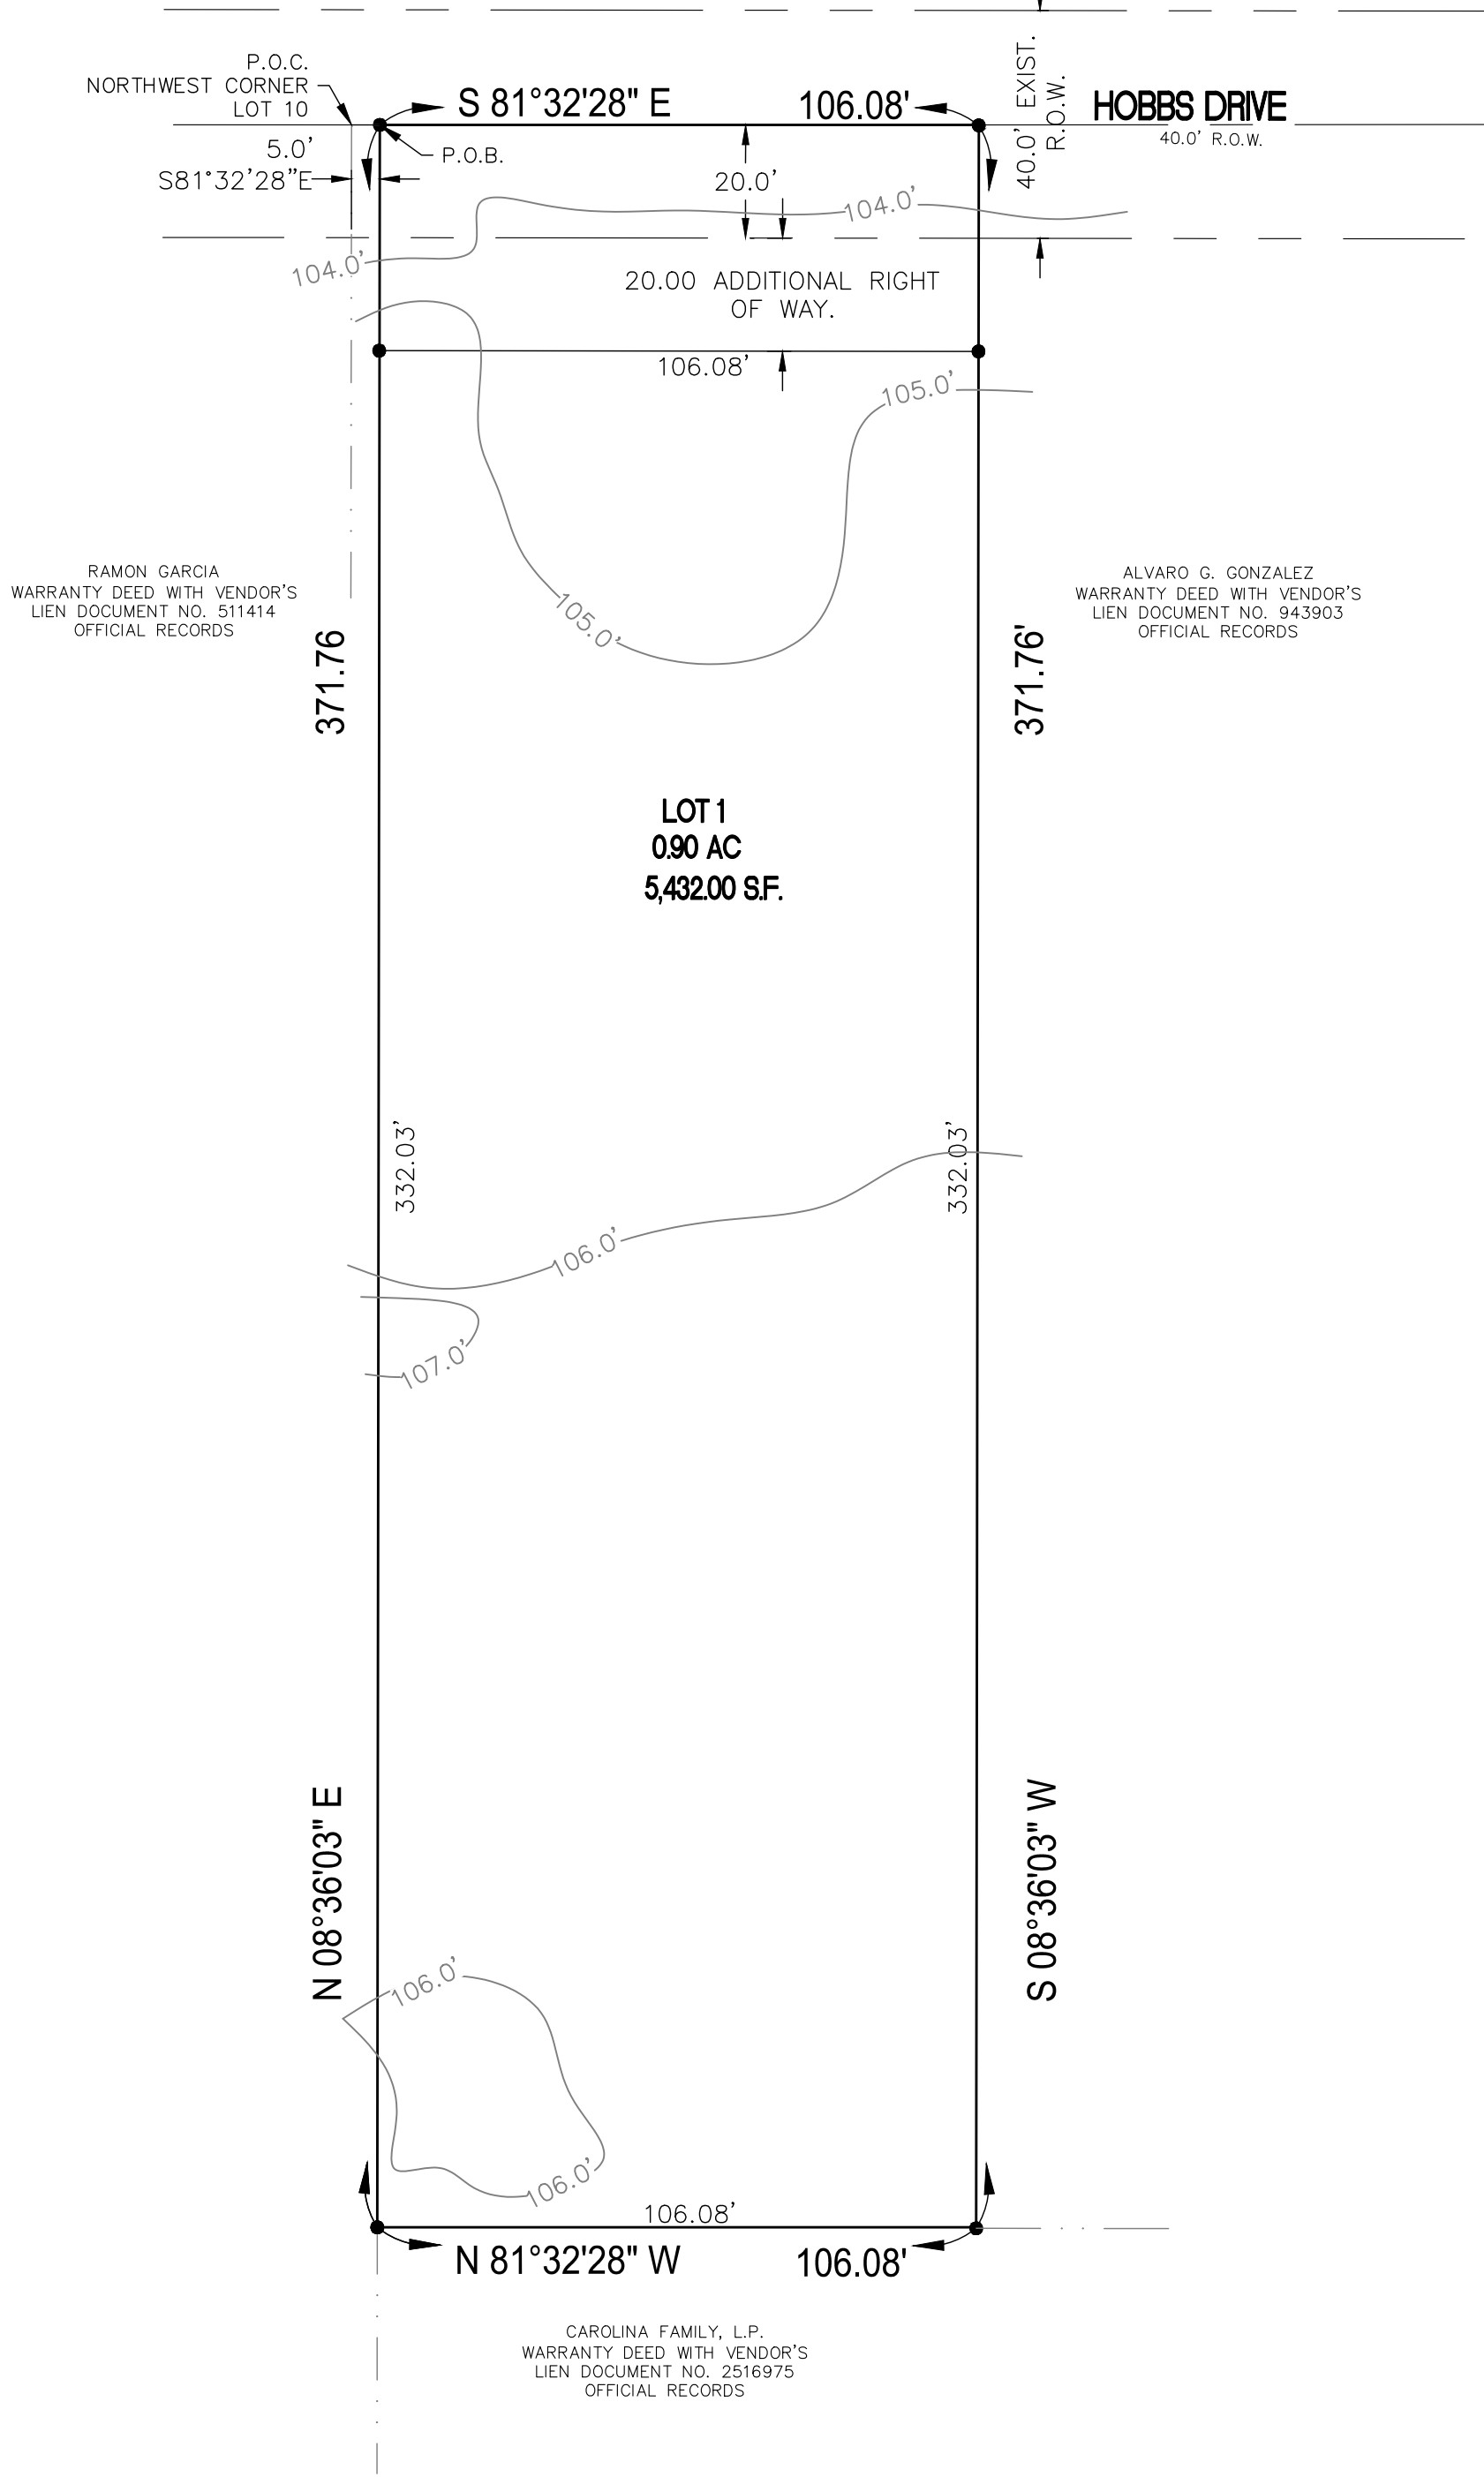 P.O.C.
NORTHWEST CORNER
LOT 10
S 81°32'28" E
106.08'
40.0' EXIST.
R.O.W.
HOBBS DRIVE
40.0' R.O.W.
5.0'
S81°32'28"E
P.O.B.
20.0'
104.0'
104.0'
20.00 ADDITIONAL RIGHT
OF WAY.
106.08'
105.0'
RAMON GARCIA
WARRANTY DEED WITH VENDOR'S
LIEN DOCUMENT NO. 511414
OFFICIAL RECORDS
ALVARO G. GONZALEZ
WARRANTY DEED WITH VENDOR'S
LIEN DOCUMENT NO. 943903
OFFICIAL RECORDS
105.0'
371.76
371.76'
LOT 1
0.90 AC
5,432.00 S.F.
332.03'
332.03'
106.0'
107.0'
N 08°36'03" E
S 08°36'03" W
106.0'
106.0'
106.08'
N 81°32'28" W
106.08'
CAROLINA FAMILY, L.P.
WARRANTY DEED WITH VENDOR'S
LIEN DOCUMENT NO. 2516975
OFFICIAL RECORDS